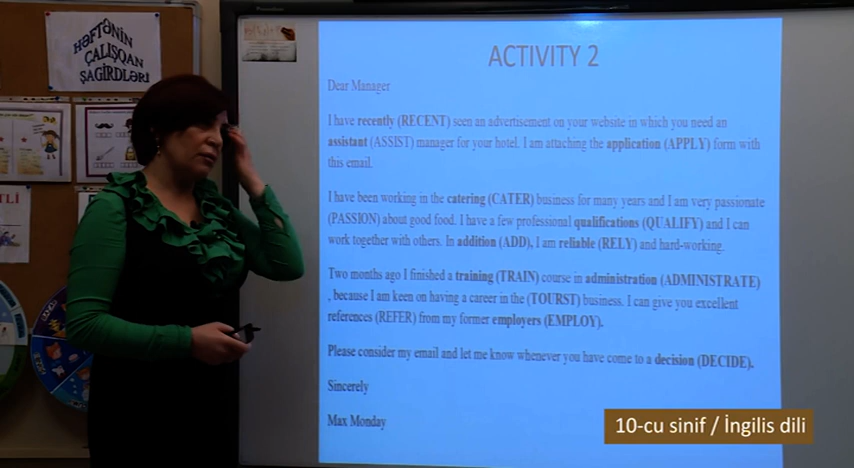 HƏFTƏNİN
ÇALIŞQAN
ŞAGİRDLƏRİ
ACTIVITY 2
Dear Manager
I have recently (RECENT) seen an advertisement on your website in which you need an
assistant (ASSIST) manager for your hotel. I am attaching the application (APPLY) form with
this email.
I have been working in the catering (CATER) business for many years and I am very passionate
(PASSION) about good food. I have a few professional qualifications (QUALIFY) and I can
work together with others. In addition (ADD), I am reliable (RELY) and hard-working.
Two months ago I finished a training (TRAIN) course in administration (ADMINISTRATE)
, because I am keen on having a career in the (TOURST) business. I can give you excellent
references (REFER) from my former employers (EMPLOY).
Please consider my email and let me know whenever you have come to a decision (DECIDE).
Sincerely
Max Monday
10-cu sinif / İngilis dili